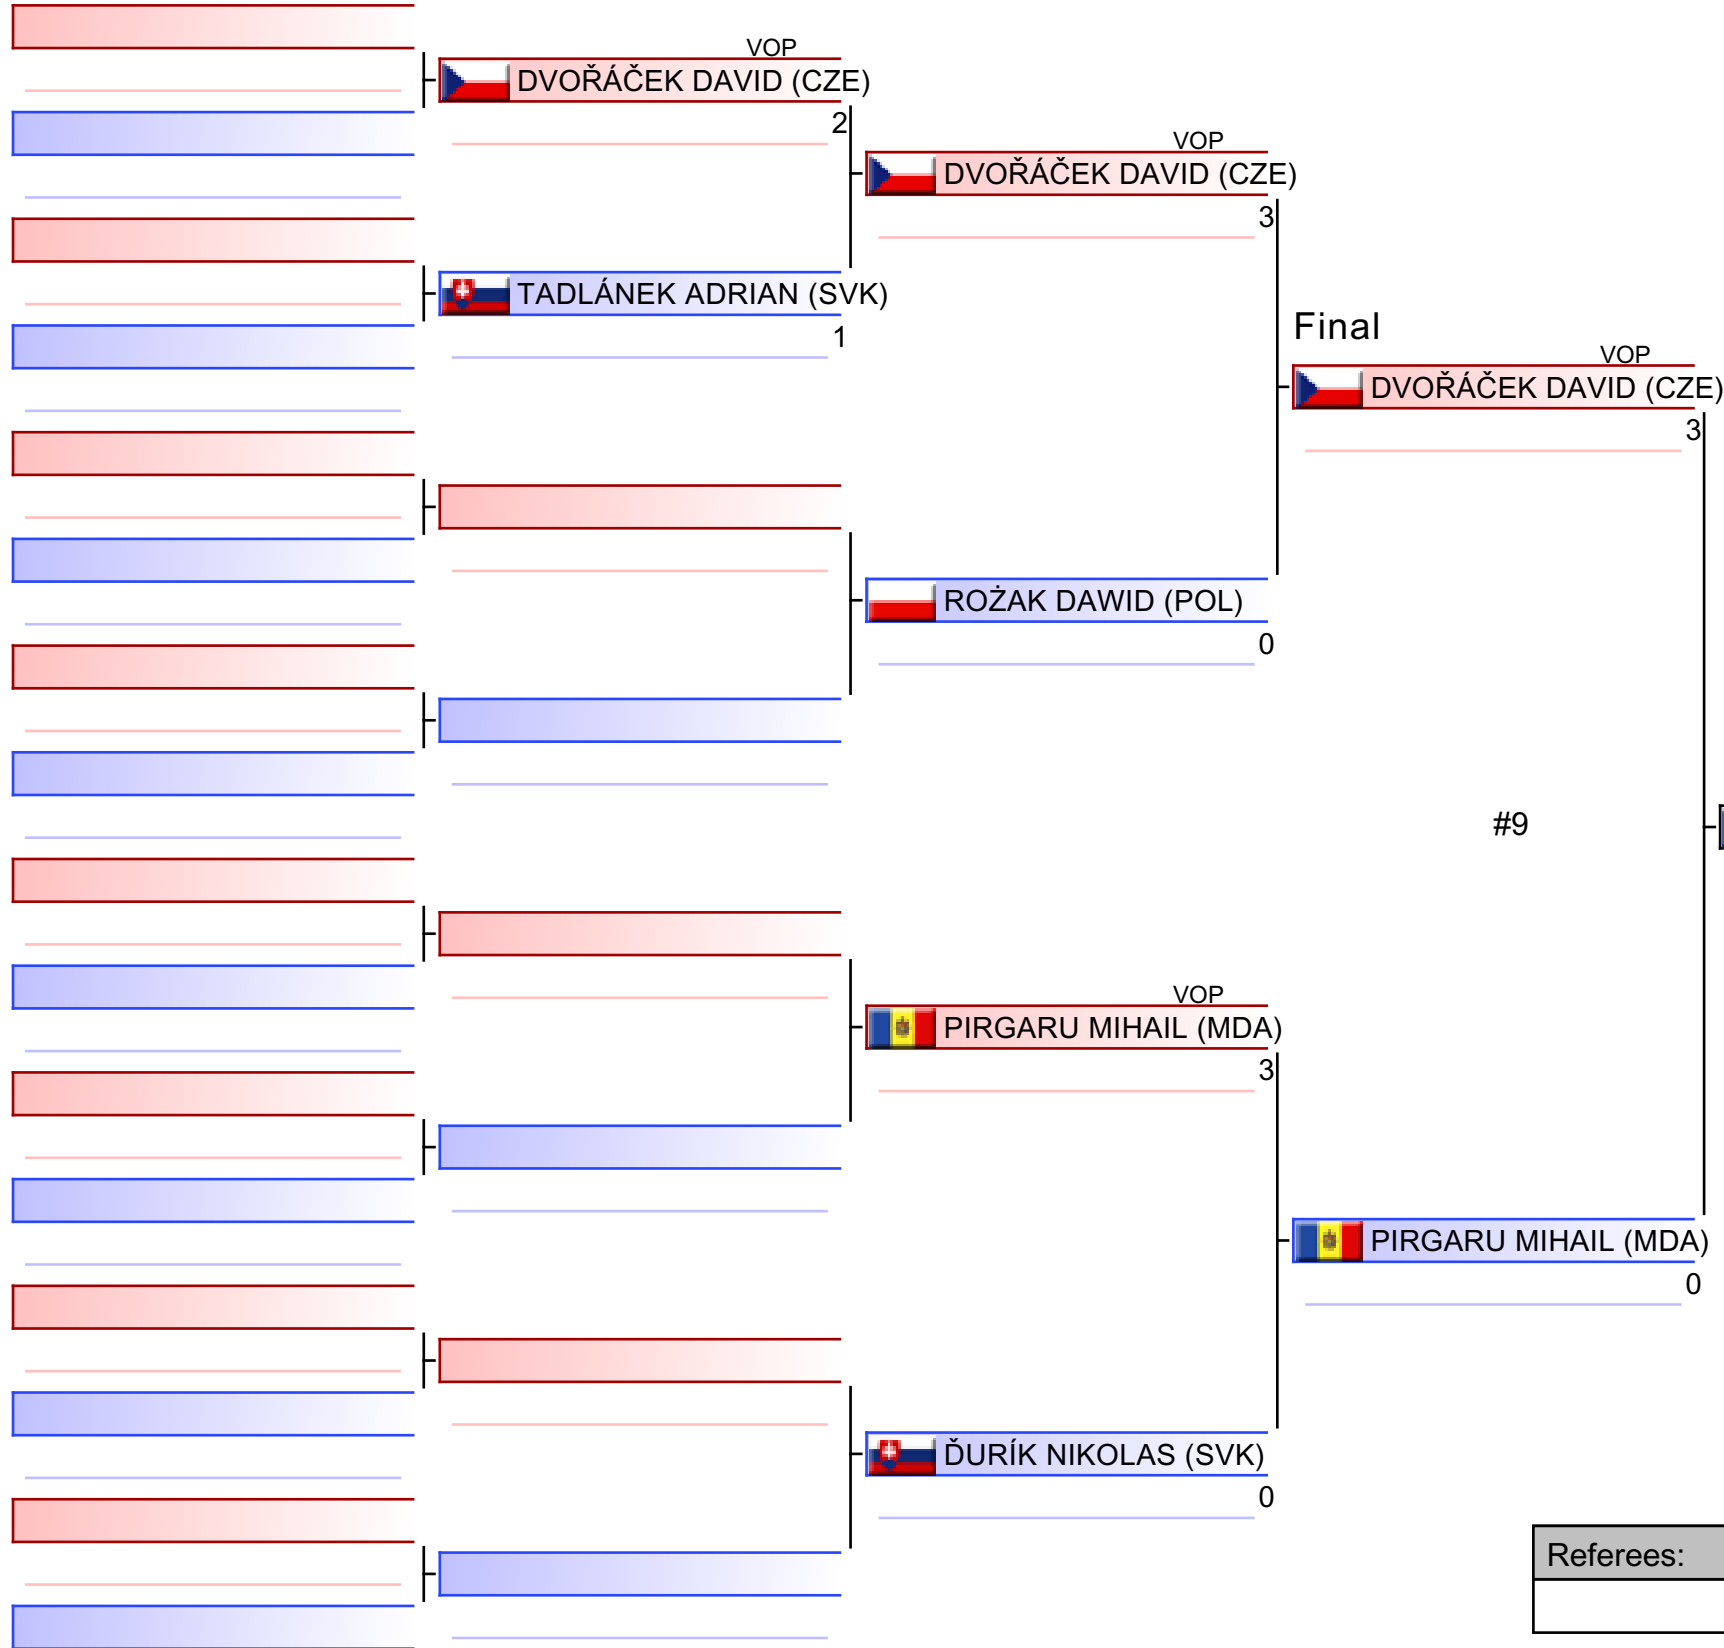 VOP
DVOŘÁČEK DAVID (CZE)
2
VOP
DVOŘÁČEK DAVID (CZE)
3
TADLÁNEK ADRIAN (SVK)
1
Final
VOP
DVOŘÁČEK DAVID (CZE)
3
ROŻAK DAWID (POL)
0
#9
VOP
PIRGARU MIHAIL (MDA)
3
PIRGARU MIHAIL (MDA)
0
ĎURÍK NIKOLAS (SVK)
0
Referees: